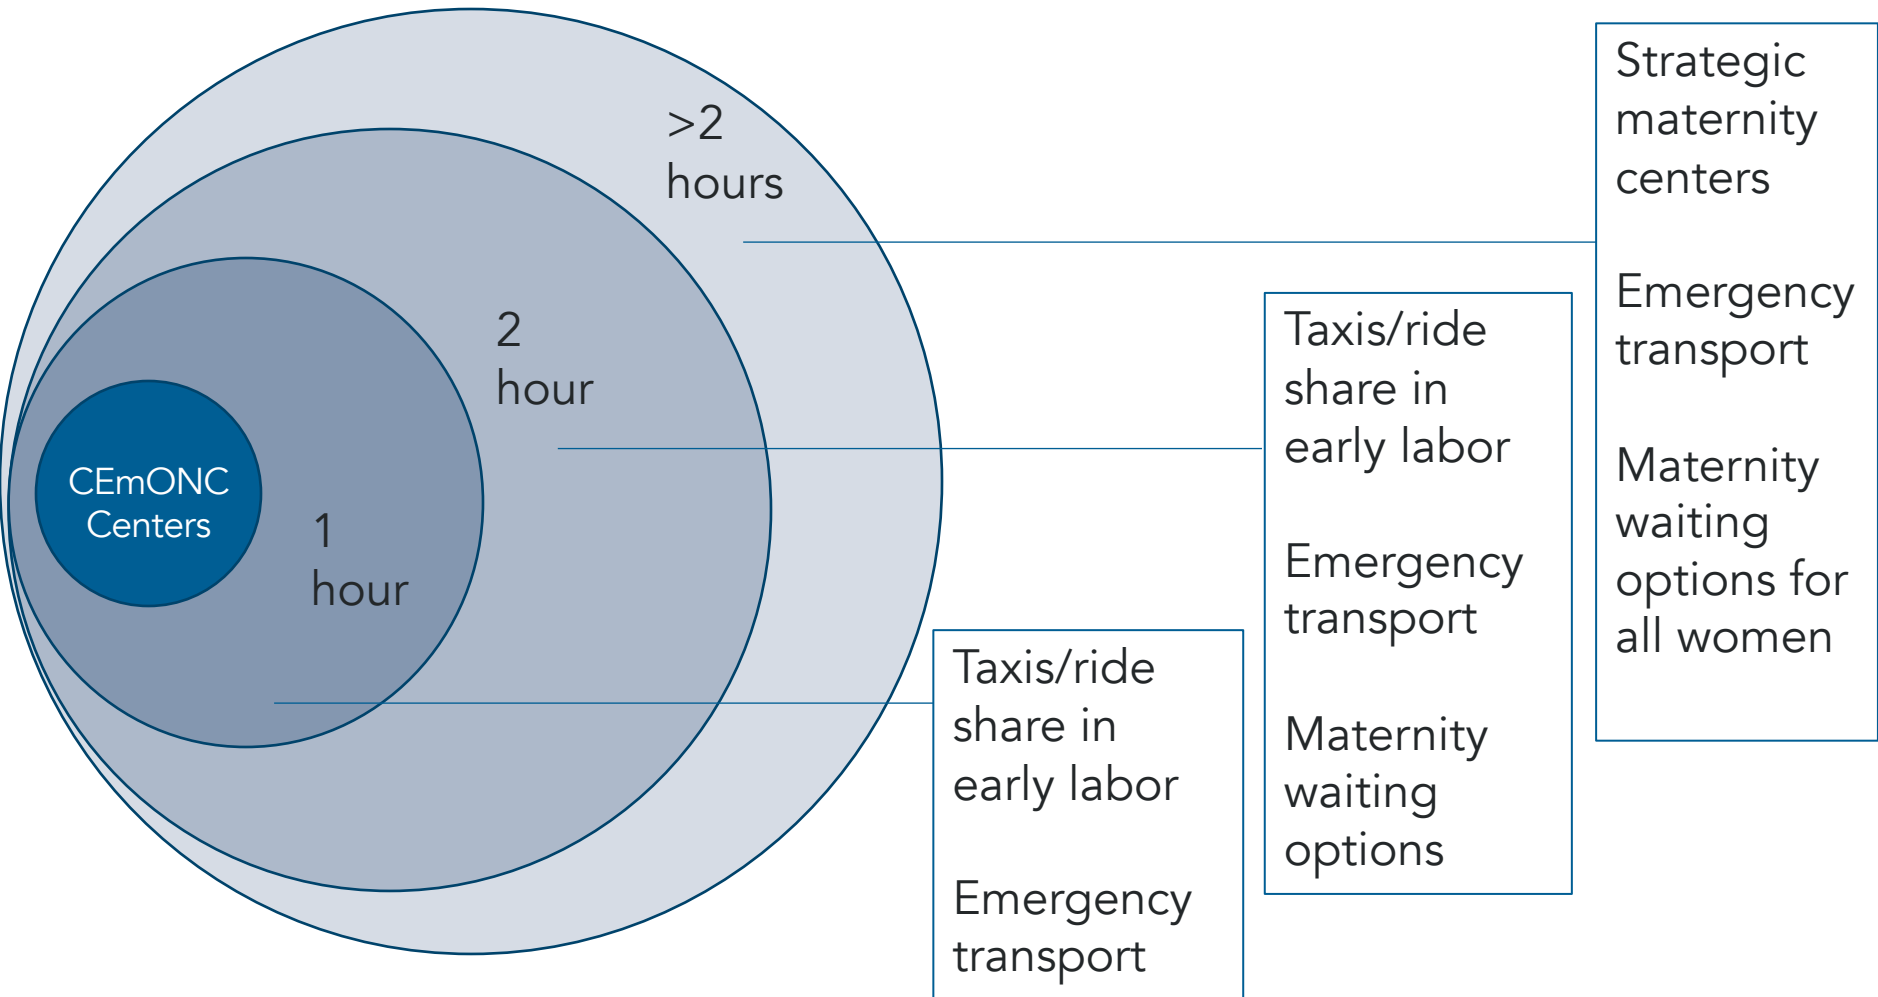 >2
hours
2
hour
CEmONC
Centers
1
hour
Taxis/ride
share in
early labor
Emergency
transport
Taxis/ride
share in
early labor
Emergency
transport
Maternity
waiting
options
Strategic
maternity
centers
Emergency
transport
Maternity
waiting
options for
all women